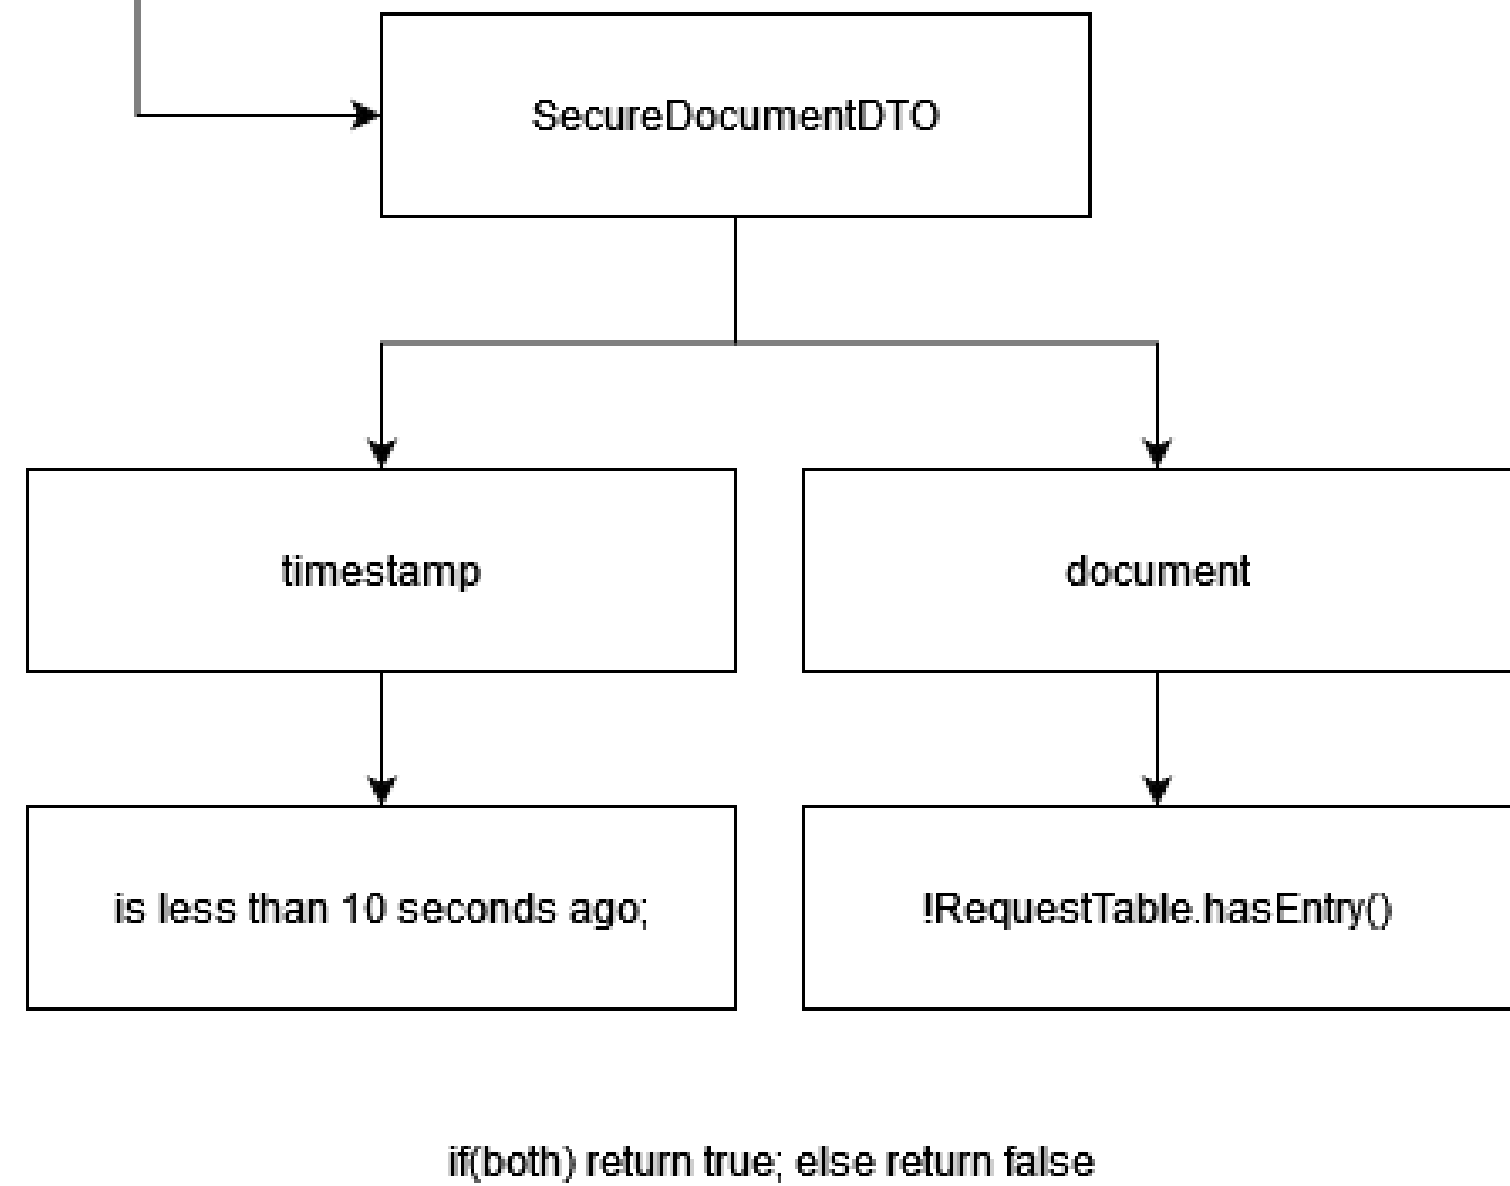 SecureDocumentDTO
timestamp
document
is less than 10 seconds ago;
!RequestTable.hasEntry()
if(both) return true; else return false